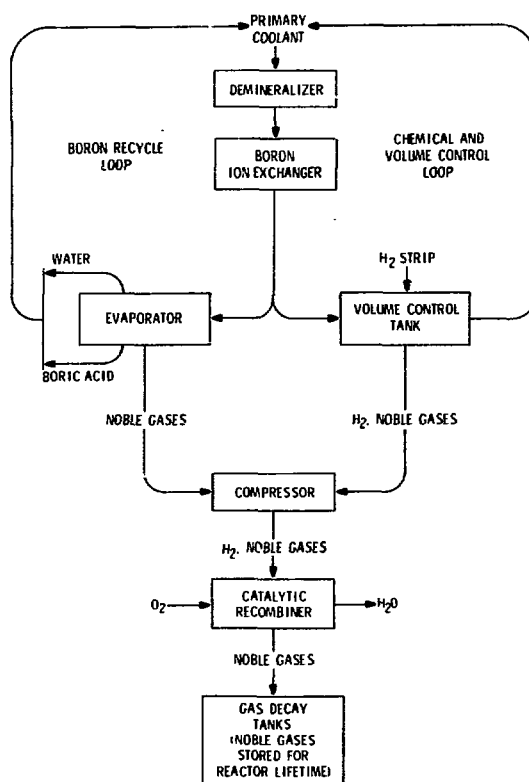 PRIMARY
COOLANT
DEMINERALIZER
BORON RECYCLE
LOOP
BORON
ION EXCHANGER
CHEMICAL AND
VOLUME CONTROL
LOOP
WATER
H₂ STRIP
EVAPORATOR
VOLUME CONTROL
TANK
BORIC ACID
NOBLE GASES
H₂, NOBLE GASES
COMPRESSOR
H₂, NOBLE GASES
O₂
CATALYTIC
RECOMBINER
H₂O
NOBLE GASES
GAS DECAY
TANKS
(NOBLE GASES
STORED FOR
REACTOR LIFETIME)